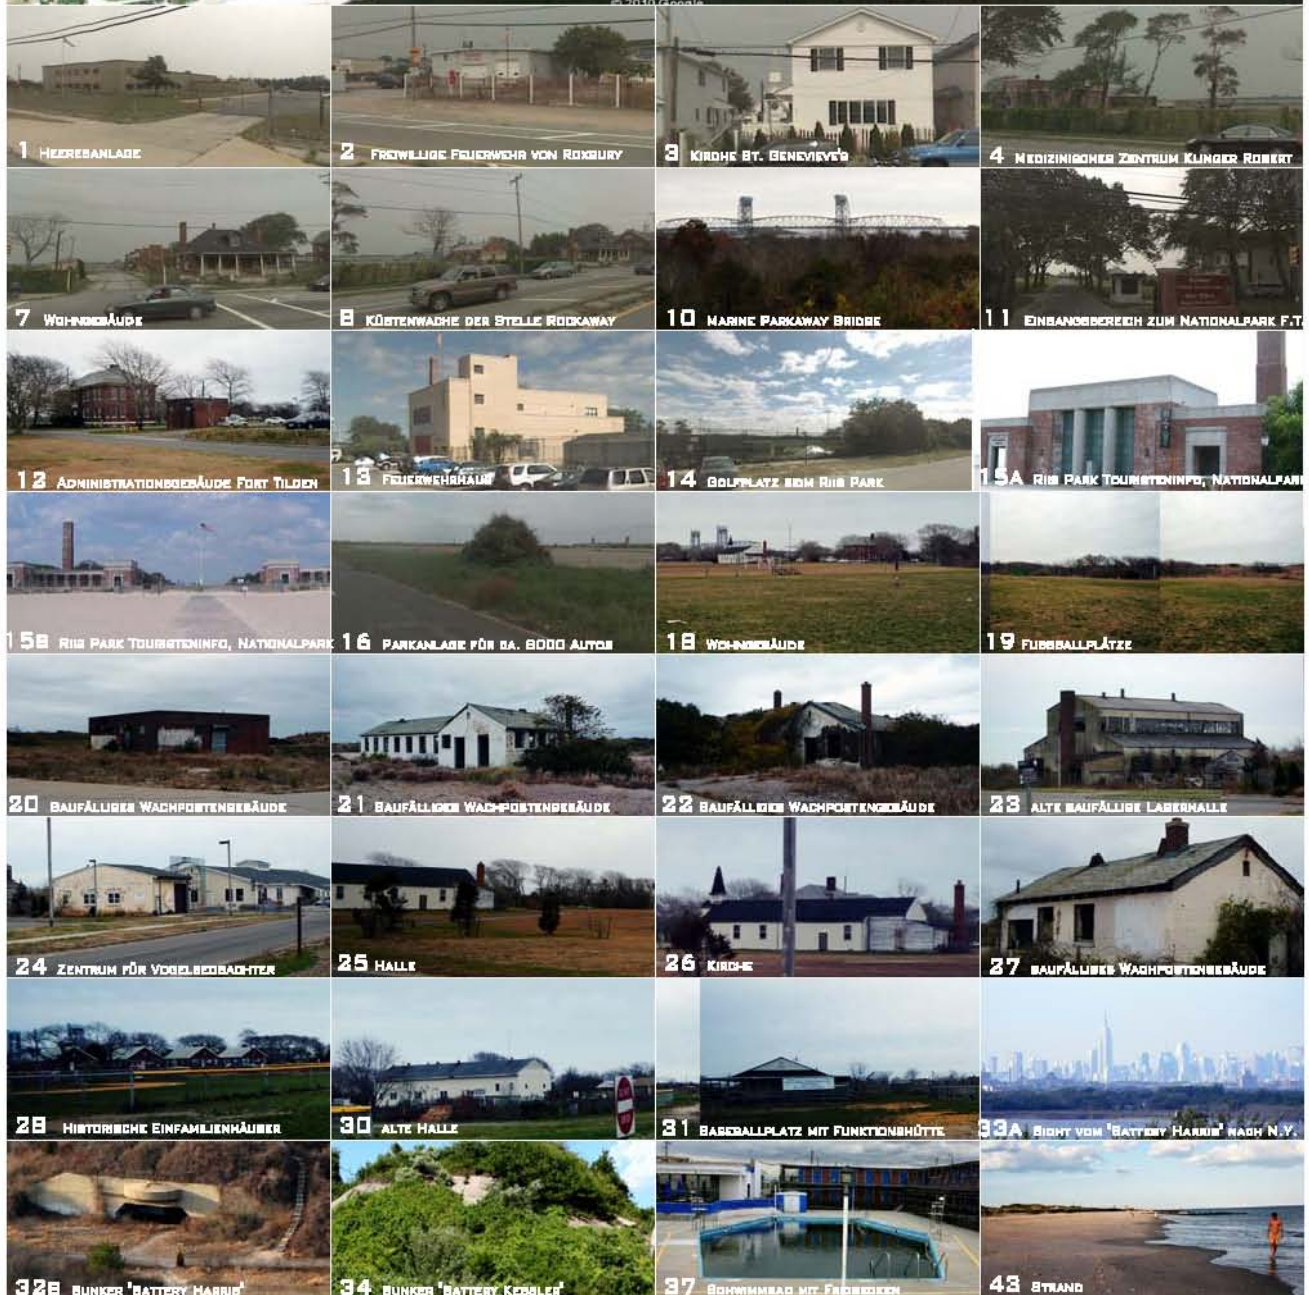 © 2010 Google
1 Heeresanlage
2 Freiwillige Feuerwehr von Roxbury
3 Kirche St. Genevieve's
4 Medizinisches Zentrum Klinger Robert
7 Wohngebäude
8 Küstenwache der Stelle Rockaway
10 Marine Parkaway Bridge
11 Eingangsbereich zum Nationalpark F.T.
12 Administrationsgebäude Fort Tilden
13 Feuerwehrhaus
14 Golfplatz beim Riis Park
15A Riis Park Touristeninfo, Nationalpark
15B Riis Park Touristeninfo, Nationalpark
16 Parkanlage für ca. 9000 Autos
18 Wohngebäude
19 Fussballplätze
20 Baufälliges Wachpostengebäude
21 Baufälliges Wachpostengebäude
22 Baufälliges Wachpostengebäude
23 Alte baufällige Lagerhalle
24 Zentrum für Vogelbeobachter
25 Halle
26 Kirche
27 Baufälliges Wachpostengebäude
28 Historische Einfamilienhäuser
30 Alte Halle
31 Baseballplatz mit Funktionshütte
33A Sicht vom 'Battery Harris' nach N.Y.
32B Bunker 'Battery Harris'
34 Bunker 'Battery Kessler'
37 Schwimmbad mit Freibecken
43 Strand